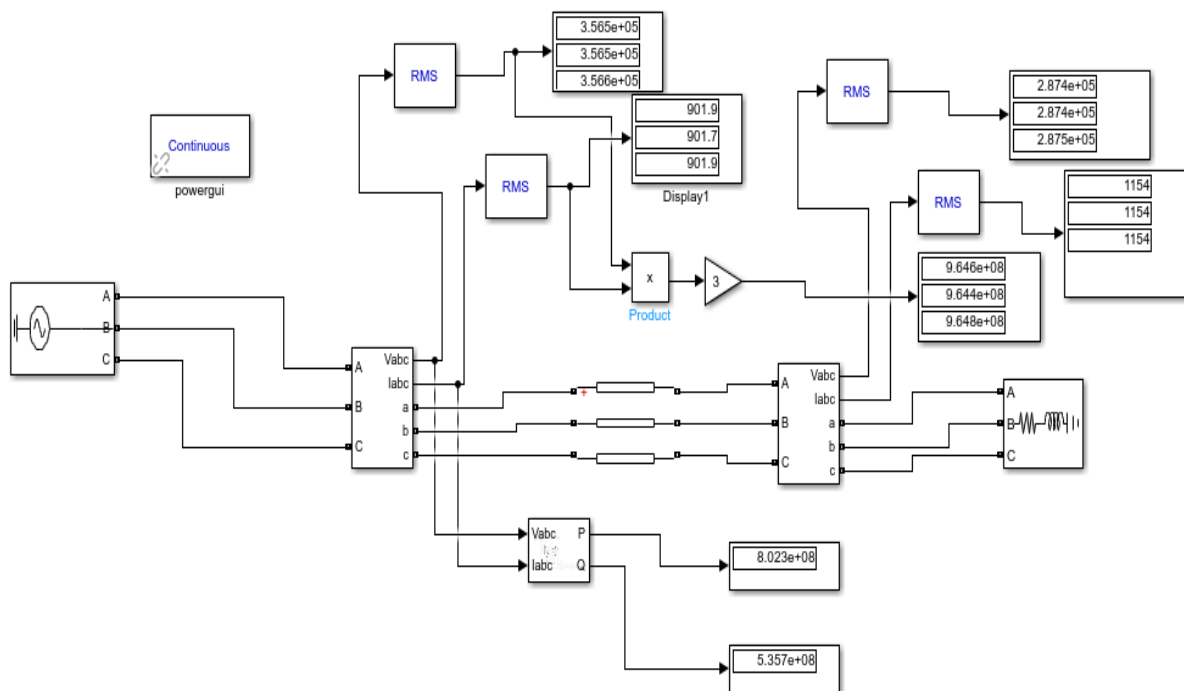 3.565e+05
3.565e+05
3.566e+05
RMS
901.9
901.7
901.9
Display1
RMS
Continuous
powergui
RMS
2.874e+05
2.874e+05
2.875e+05
RMS
1154
1154
1154
x
Product
3
9.646e+08
9.644e+08
9.648e+08
A
B
C
A
B
C
Vabc
Iabc
a
b
c
+
A
B
C
Vabc
Iabc
a
b
c
A
B
C
Vabc
Iabc
P
Q
8.023e+08
5.357e+08